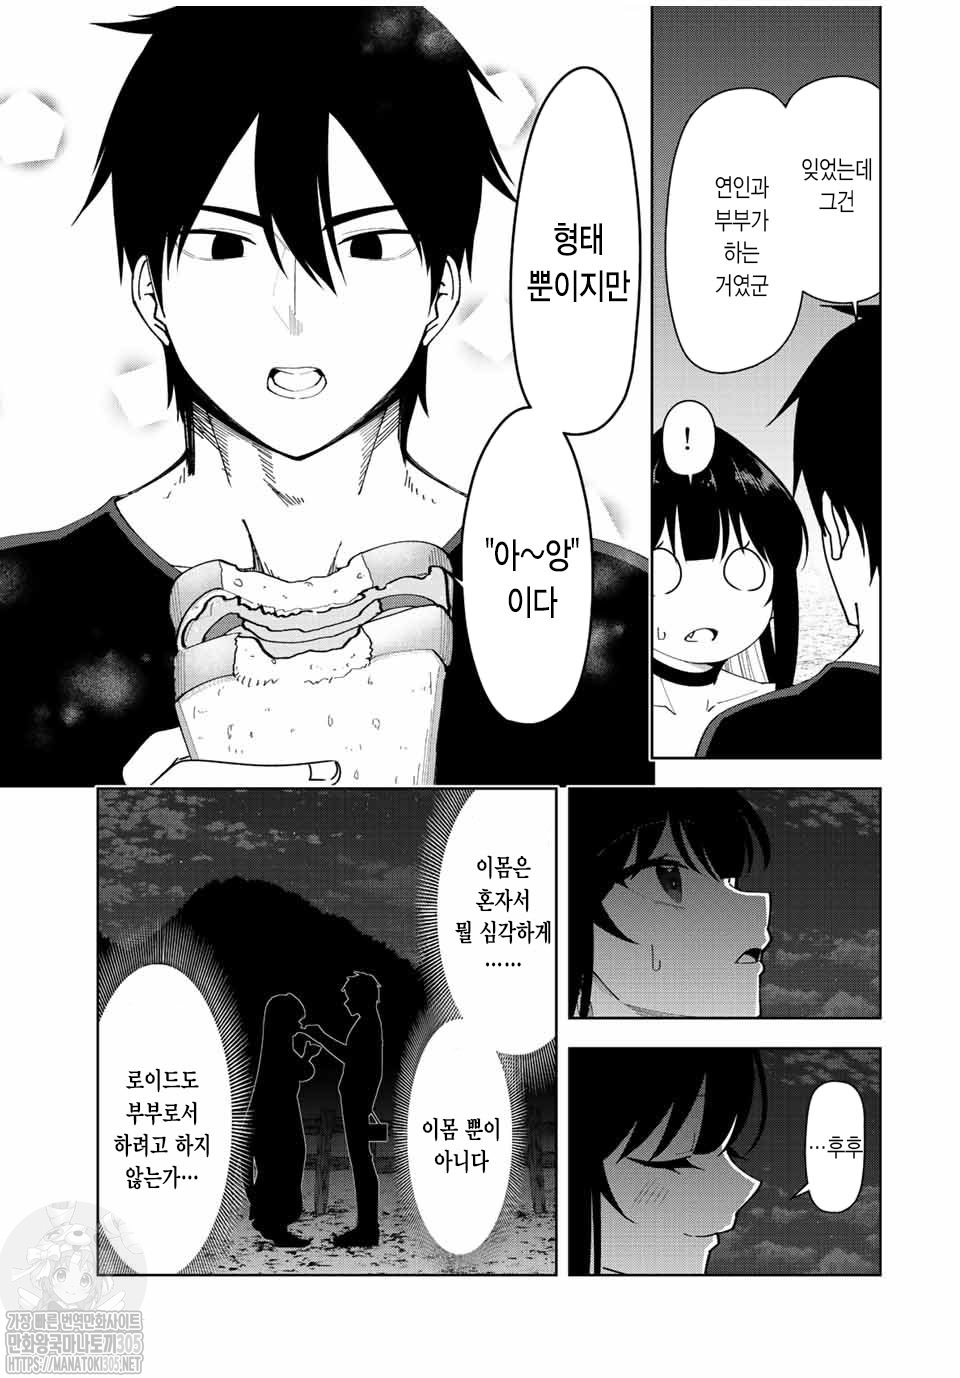 잊었는데
그건
연인과
부부가
하는
거였군
!
형태
뿐이지만
"아~앙"
이다
…후후
이몸은
혼자서
뭘 심각하게
……
이몸 뿐이
아니다
로이드도
부부로서
하려고 하지
않는가…
가장 빠른 번역만화사이트
만화왕국마나토끼305
HTTPS://MANATOKI305.NET